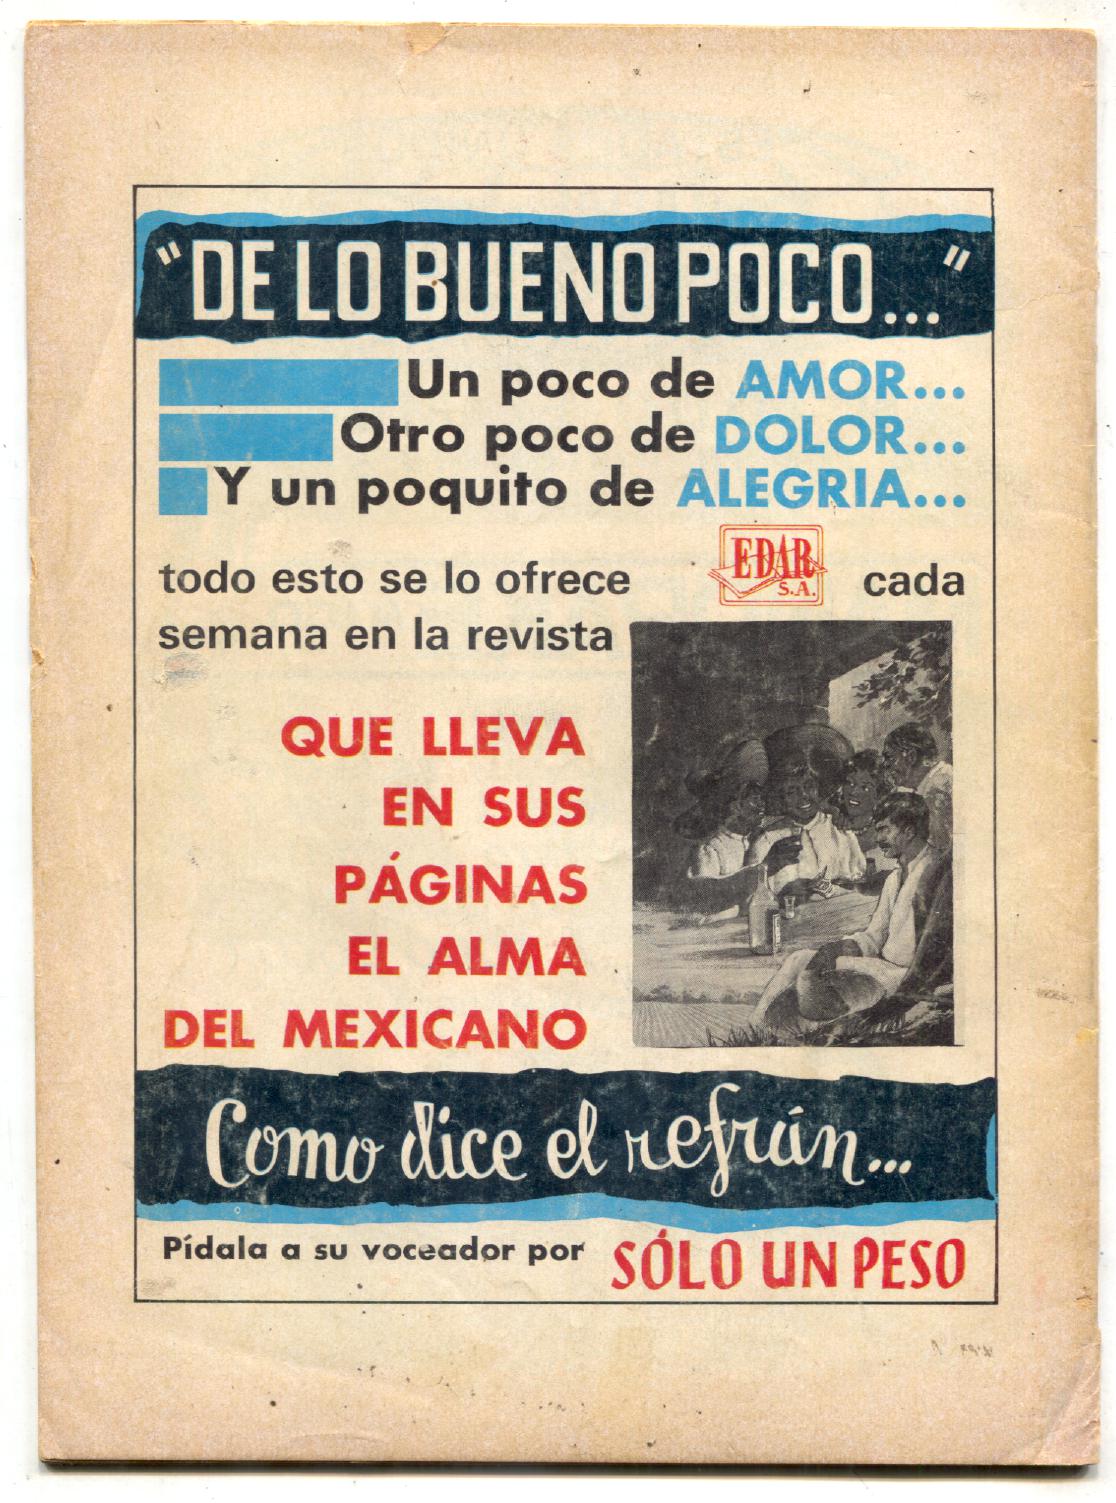 "DE LO BUENO POCO..."
Un poco de AMOR...
Otro poco de DOLOR...
Y un poquito de ALEGRIA...
todo esto se lo ofrece EDAR S.A. cada
semana en la revista
QUE LLEVA
EN SUS
PÁGINAS
EL ALMA
DEL MEXICANO
Como dice el refrán...
Pídala a su voceador por SÓLO UN PESO